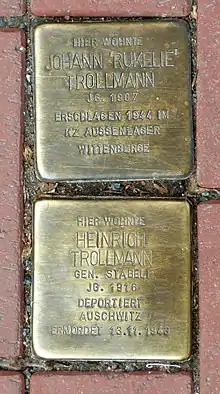 HIER WOHNTE
JOHANN 'RUKELIE'
TROLLMANN
JG. 1907
ERSCHLAGEN 1944 IN
KZ AUSSENLAGER
WITTENBERGE
HIER WOHNTE
HEINRICH
TROLLMANN
GEN. STABELI
JG. 1916
DEPORTIERT
AUSCHWITZ
ERMORDET 13.11.1943